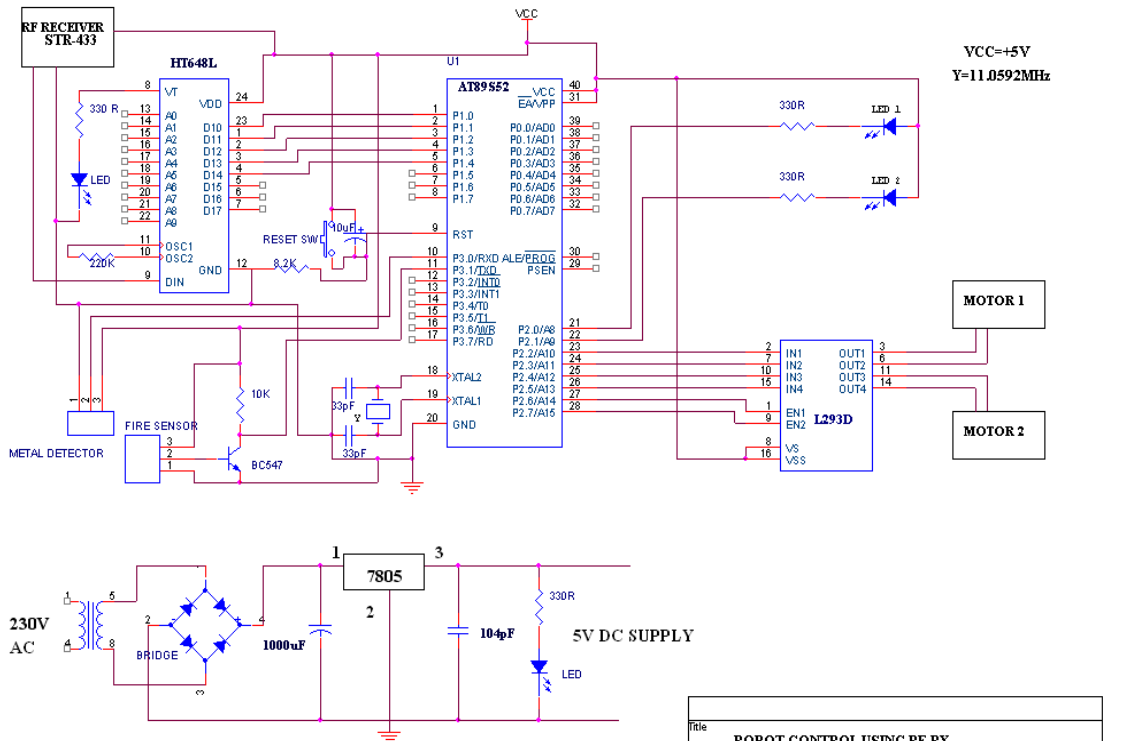 VCC
RF RECEIVER
STR-433
HT648L
U1
AT89S52
VCC=+5V
Y=11.0592MHz
8 VT
VDD 24
330 R
LED
13 A0
14 A1
15 A2
16 A3
17 A4
18 A5
19 A6
20 A7
21 A8
22 A9
D10 23
D11 1
D12 2
D13 3
D14 4
D15 5
D16 6
D17 7
11 OSC1
10 OSC2
220K
9 DIN
GND 12
RESET SW
10uF +
8.2K
1 P1.0
2 P1.1
3 P1.2
4 P1.3
5 P1.4
6 P1.5
7 P1.6
8 P1.7
9 RST
10 P3.0/RXD
11 P3.1/TXD
12 P3.2/INT0
13 P3.3/INT1
14 P3.4/T0
15 P3.5/T1
16 P3.6/WR
17 P3.7/RD
18 XTAL2
19 XTAL1
20 GND
VCC 40
EA/VPP 31
P0.0/AD0 39
P0.1/AD1 38
P0.2/AD2 37
P0.3/AD3 36
P0.4/AD4 35
P0.5/AD5 34
P0.6/AD6 33
P0.7/AD7 32
ALE/PROG 30
PSEN 29
P2.0/A8 21
P2.1/A9 22
P2.2/A10 23
P2.3/A11 24
P2.4/A12 25
P2.5/A13 26
P2.6/A14 27
P2.7/A15 28
330R
LED 1
330R
LED 2
MOTOR 1
2 IN1
7 IN2
10 IN3
15 IN4
1 EN1
9 EN2
8 VS
16 VSS
OUT1 3
OUT2 6
OUT3 11
OUT4 14
L293D
MOTOR 2
33pF
Y
33pF
1 2 3
METAL DETECTOR
10K
FIRE SENSOR
3
2
1
BC547
230V
AC
1
4
5
8
2
- +
4
3
BRIDGE
1000uF
1
7805
3
2
104pF
330R
LED
5V DC SUPPLY
Title
ROBOT CONTROL USING RF RX